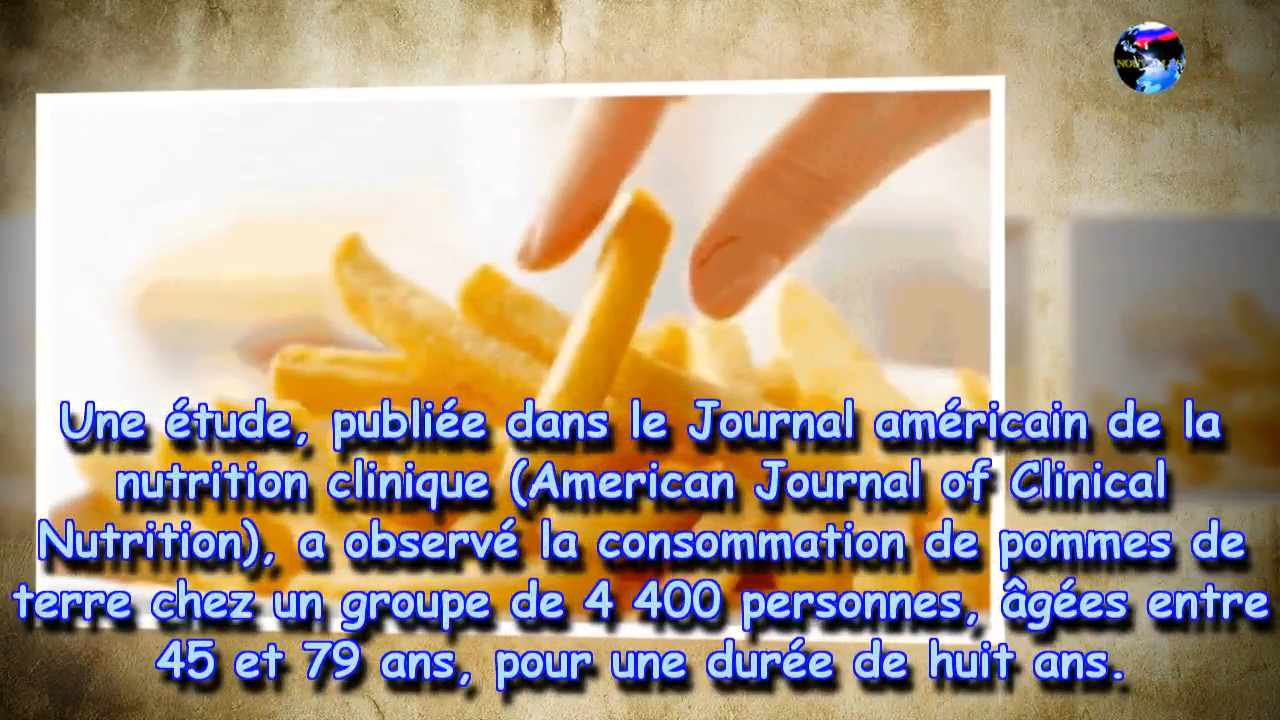 NOUVELLES
Une étude, publiée dans le Journal américain de la
nutrition clinique (American Journal of Clinical
Nutrition), a observé la consommation de pommes de
terre chez un groupe de 4 400 personnes, âgées entre
45 et 79 ans, pour une durée de huit ans.